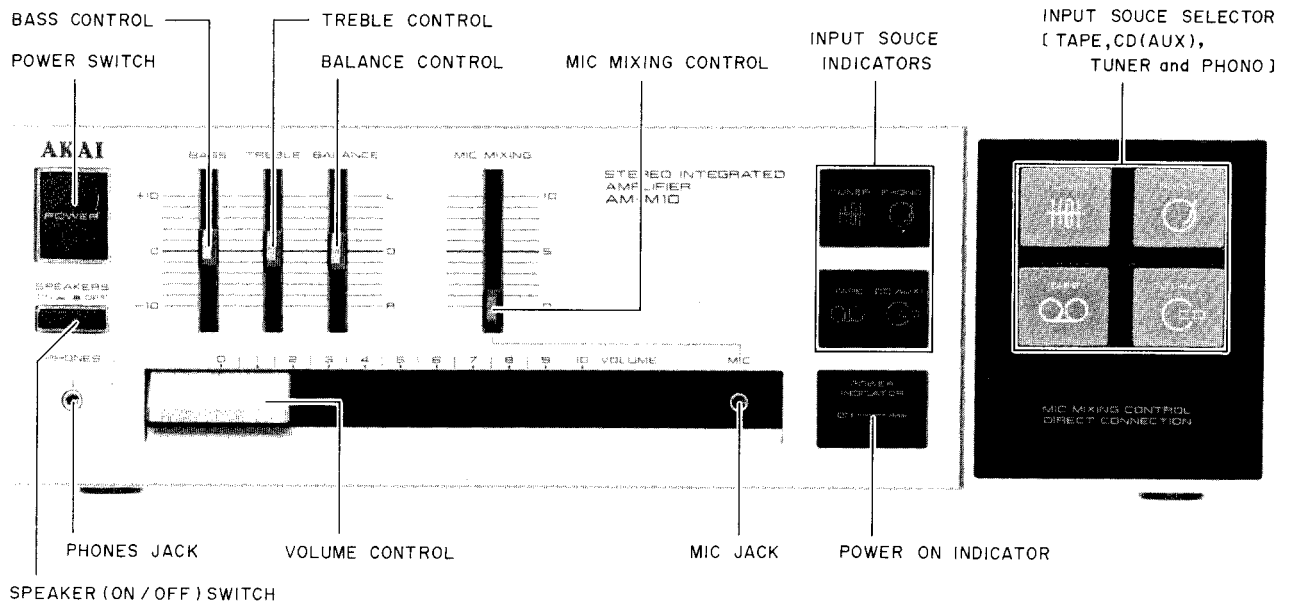 BASS CONTROL
TREBLE CONTROL
INPUT SOUCE SELECTOR
[ TAPE,CD(AUX),
TUNER and PHONO ]
POWER SWITCH
BALANCE CONTROL
MIC MIXING CONTROL
INPUT SOUCE
INDICATORS
AKAI
BASS TREBLE BALANCE
MIC MIXING
STEREO INTEGRATED
AMPLIFIER
AM-M10
POWER
+10 L 10
0 0 5
-10 R 0
SPEAKERS
ON OFF
TUNER PHONO
TAPE CD(AUX)
TAPE
PHONES
0 1 2 3 4 5 6 7 8 9 10 VOLUME
MIC
POWER
INDICATOR
MIC MIXING CONTROL
DIRECT CONNECTION
PHONES JACK
VOLUME CONTROL
MIC JACK
POWER ON INDICATOR
SPEAKER (ON / OFF) SWITCH